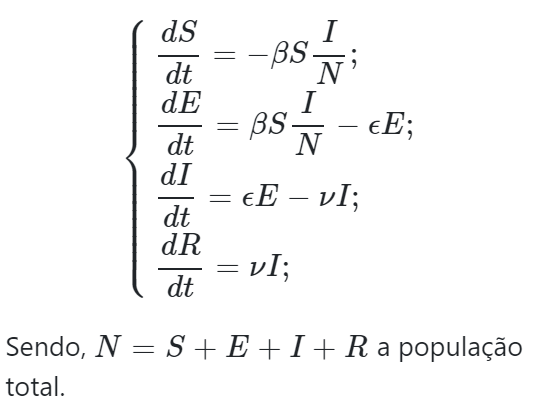 dS/dt = −βS I/N;
dE/dt = βS I/N − ϵE;
dI/dt = ϵE − νI;
dR/dt = νI;
Sendo, N = S + E + I + R a população
total.